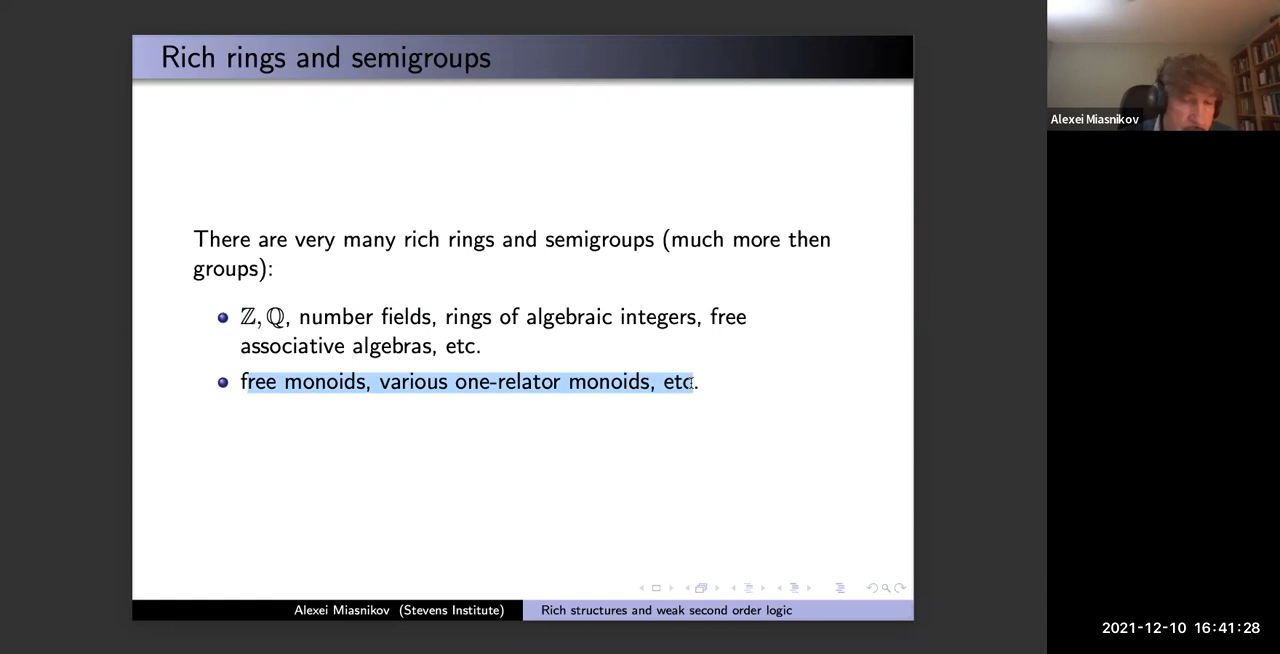 Rich rings and semigroups
Alexei Miasnikov
There are very many rich rings and semigroups (much more then
groups):
ℤ, ℚ, number fields, rings of algebraic integers, free
associative algebras, etc.
free monoids, various one-relator monoids, etc.
Alexei Miasnikov (Stevens Institute)
Rich structures and weak second order logic
2021-12-10 16:41:28